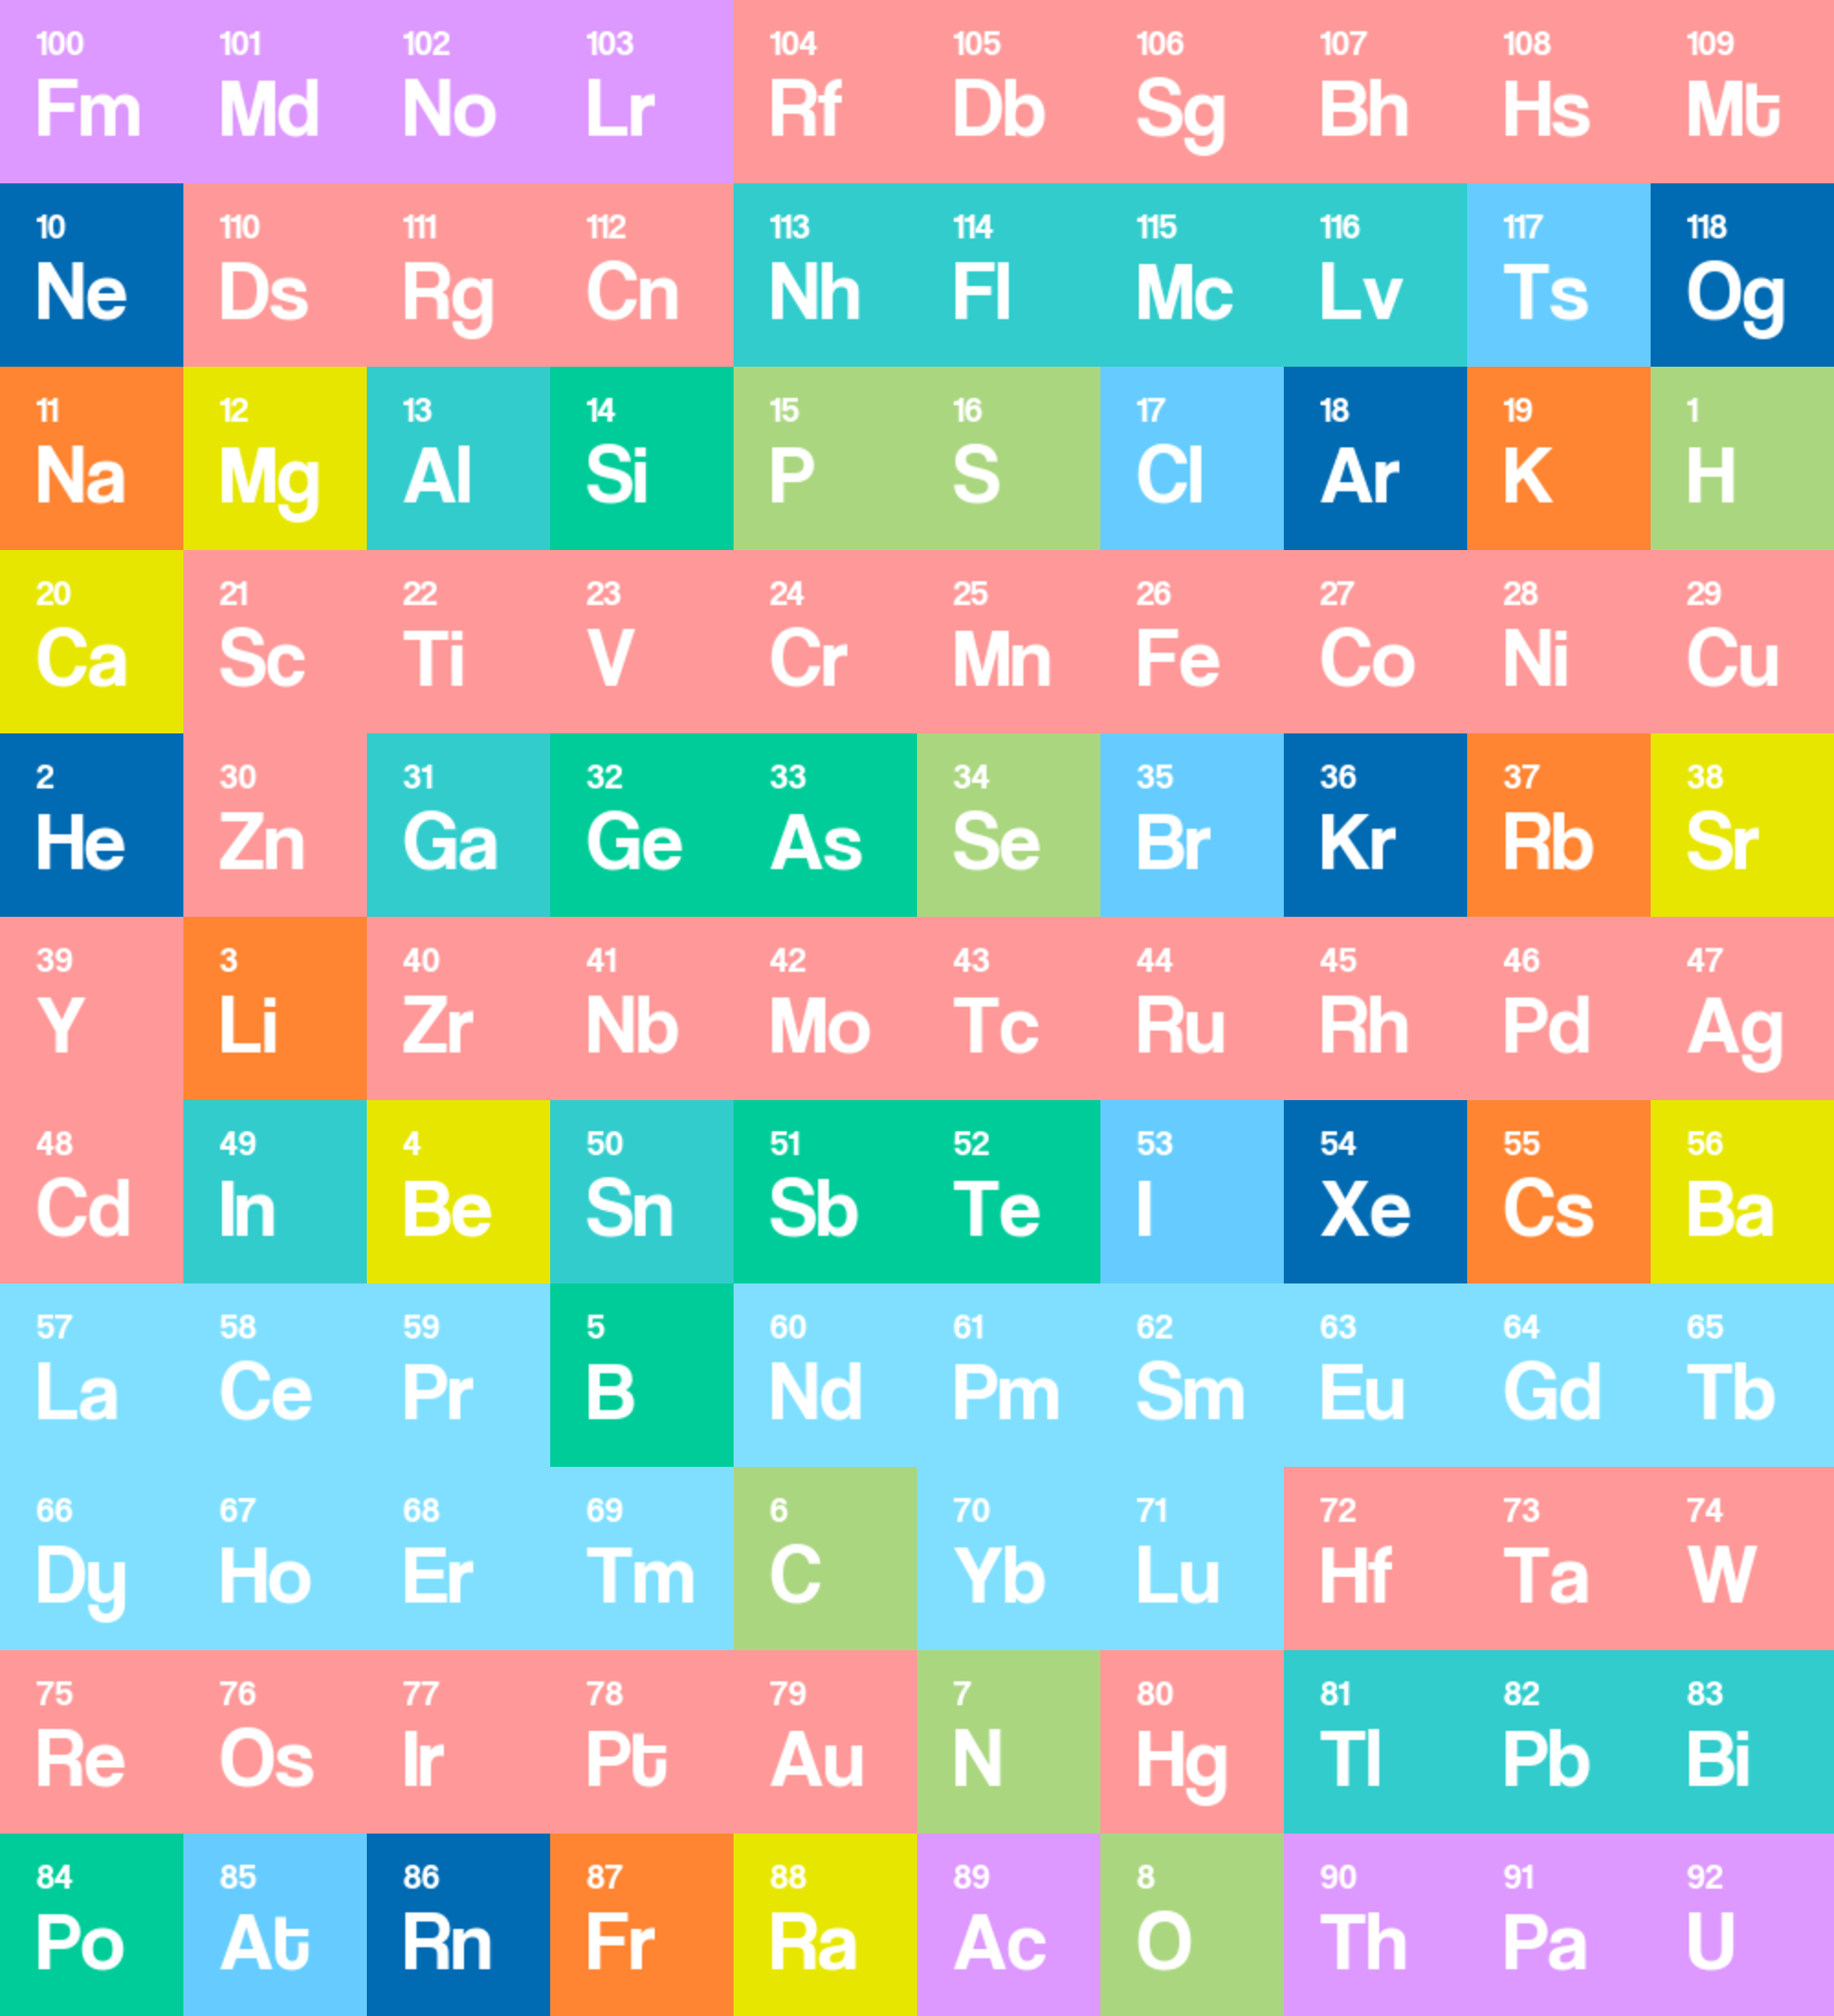 100 101 102 103 104 105 106 107 108 109
Fm Md No Lr Rf Db Sg Bh Hs Mt
10 110 111 112 113 114 115 116 117 118
Ne Ds Rg Cn Nh Fl Mc Lv Ts Og
11 12 13 14 15 16 17 18 19 1
Na Mg Al Si P S Cl Ar K H
20 21 22 23 24 25 26 27 28 29
Ca Sc Ti V Cr Mn Fe Co Ni Cu
2 30 31 32 33 34 35 36 37 38
He Zn Ga Ge As Se Br Kr Rb Sr
39 3 40 41 42 43 44 45 46 47
Y Li Zr Nb Mo Tc Ru Rh Pd Ag
48 49 4 50 51 52 53 54 55 56
Cd In Be Sn Sb Te I Xe Cs Ba
57 58 59 5 60 61 62 63 64 65
La Ce Pr B Nd Pm Sm Eu Gd Tb
66 67 68 69 6 70 71 72 73 74
Dy Ho Er Tm C Yb Lu Hf Ta W
75 76 77 78 79 7 80 81 82 83
Re Os Ir Pt Au N Hg Tl Pb Bi
84 85 86 87 88 89 8 90 91 92
Po At Rn Fr Ra Ac O Th Pa U